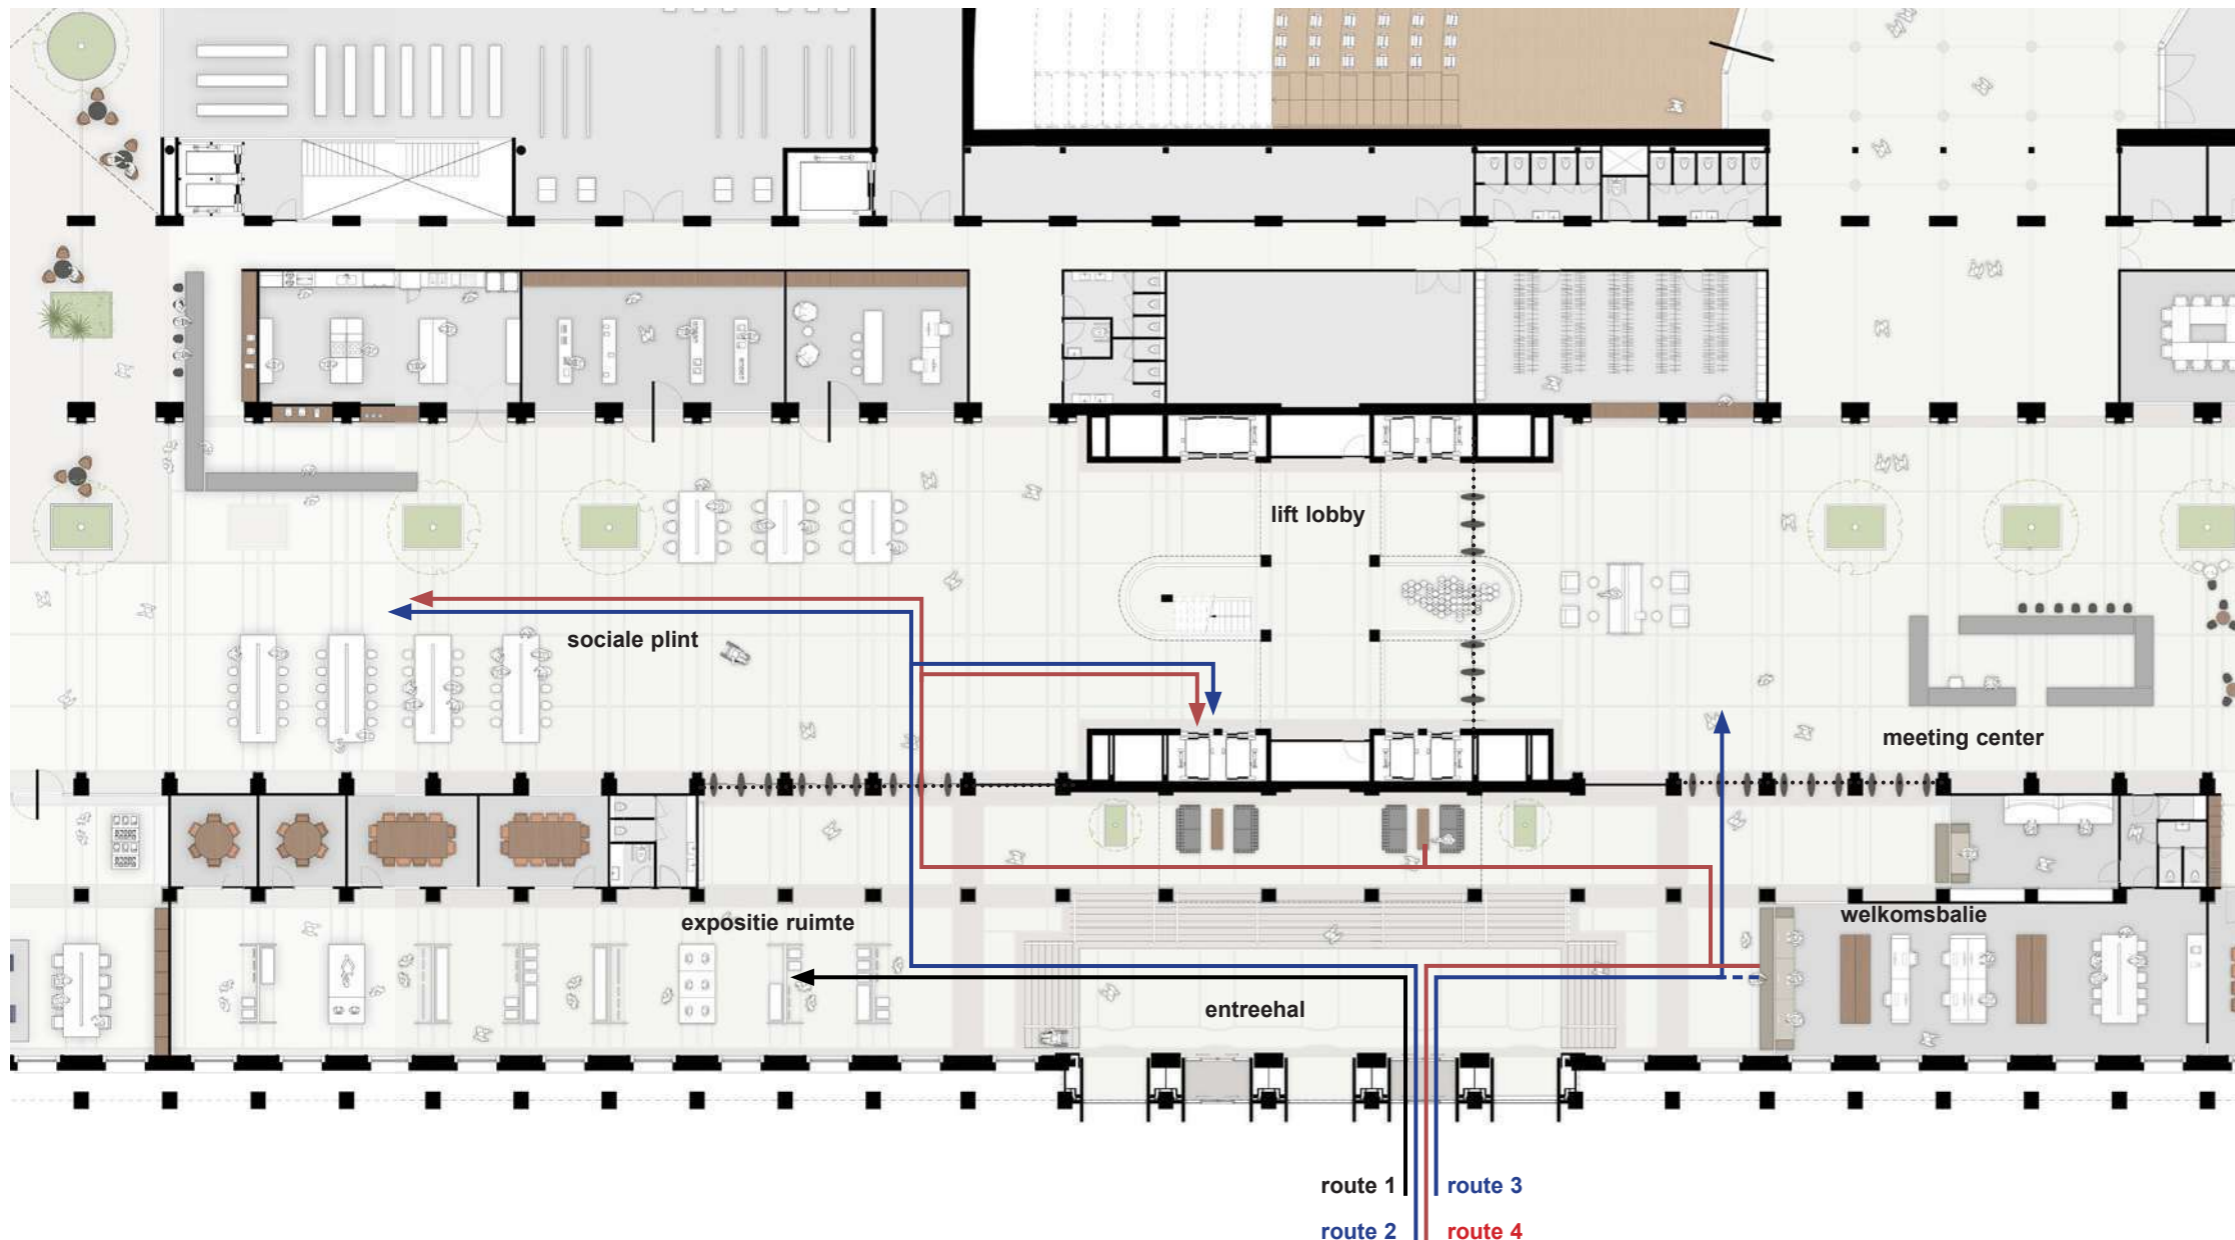 lift lobby
sociale plint
meeting center
expositie ruimte
welkomsbalie
entreehal
route 1
route 3
route 2
route 4